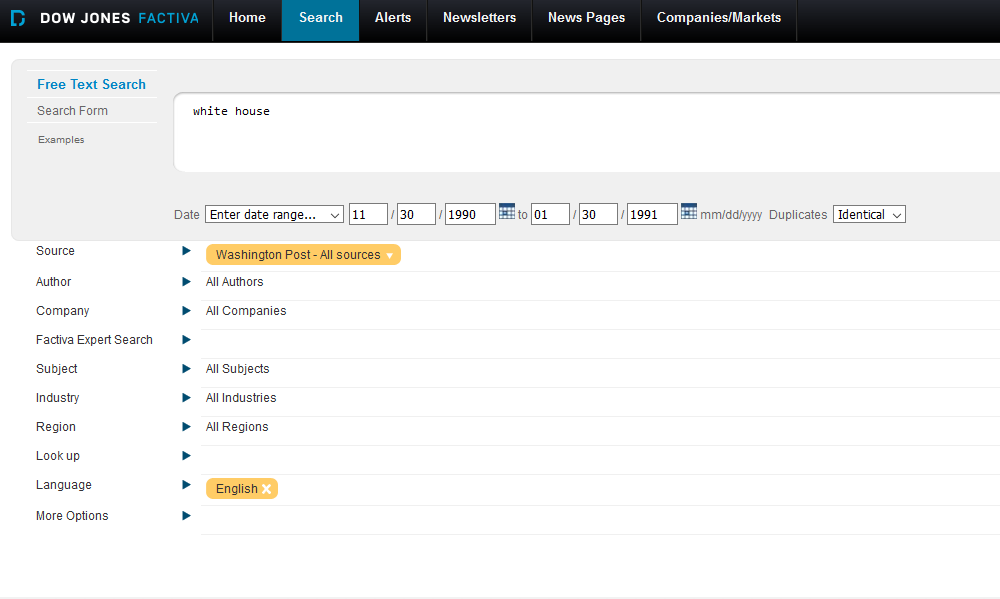 DOW JONES FACTIVA Home Search Alerts Newsletters News Pages Companies/Markets
Free Text Search
Search Form
Examples
white house
Date Enter date range... 11 / 30 / 1990 to 01 / 30 / 1991 mm/dd/yyyy Duplicates Identical
Source Washington Post - All sources
Author All Authors
Company All Companies
Factiva Expert Search
Subject All Subjects
Industry All Industries
Region All Regions
Look up
Language English
More Options